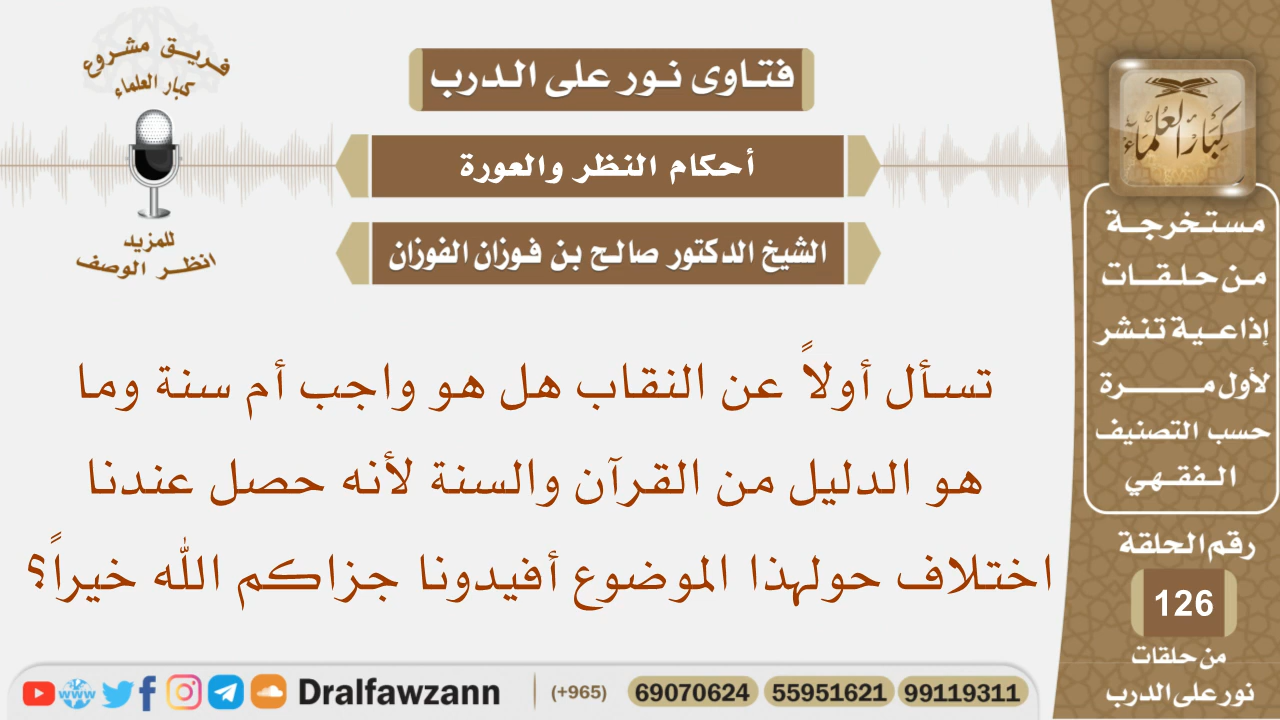 فريق مشروع
كبار العلماء
للمزيد
انظر الوصف
فتاوى نور على الدرب
أحكام النظر والعورة
الشيخ الدكتور صالح بن فوزان الفوزان
تسأل أولاً عن النقاب هل هو واجب أم سنة وما
هو الدليل من القرآن والسنة لأنه حصل عندنا
اختلاف حولهذا الموضوع أفيدونا جزاكم الله خيراً؟
كبار العلماء
مستخرجة
من حلقات
إذاعية تنشر
لأول مرة
حسب التصنيف
الفقهي
رقم الحلقة
126
من حلقات
نور على الدرب
www
Dralfawzann
(+965) 69070624 55951621 99119311